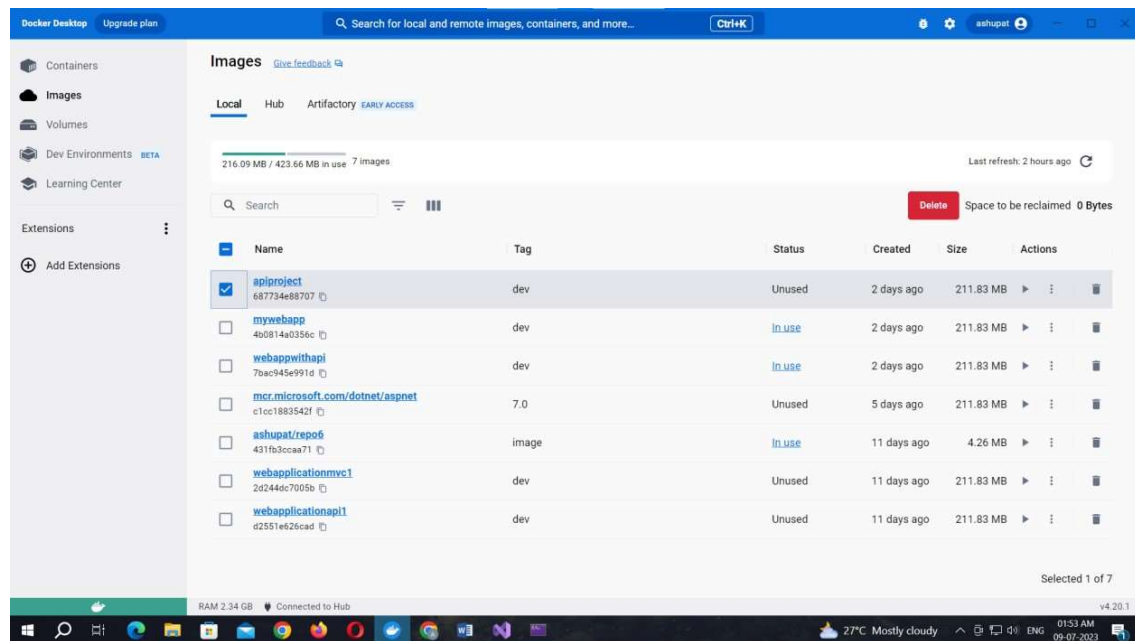 Docker Desktop Upgrade plan Search for local and remote images, containers, and more... Ctrl+K ashupat
Containers
Images
Volumes
Dev Environments BETA
Learning Center
Extensions
Add Extensions
Images Give feedback
Local Hub Artifactory EARLY ACCESS
216.09 MB / 423.66 MB in use 7 images Last refresh: 2 hours ago
Search Delete Space to be reclaimed 0 Bytes
Name Tag Status Created Size Actions
apiproject
687734e88707 dev Unused 2 days ago 211.83 MB
mywebapp
4b0814a0356c dev In use 2 days ago 211.83 MB
webappwithapi
7bac945e991d dev In use 2 days ago 211.83 MB
mcr.microsoft.com/dotnet/aspnet
c1cc1883542f 7.0 Unused 5 days ago 211.83 MB
ashupat/repo6
431fb3ccaa71 image In use 11 days ago 4.26 MB
webapplicationmvc1
2d244dc7005b dev Unused 11 days ago 211.83 MB
webapplicationapi1
d2551e626cad dev Unused 11 days ago 211.83 MB
Selected 1 of 7
RAM 2.34 GB Connected to Hub v4.20.1
27°C Mostly cloudy ENG 01:53 AM
09-07-2023